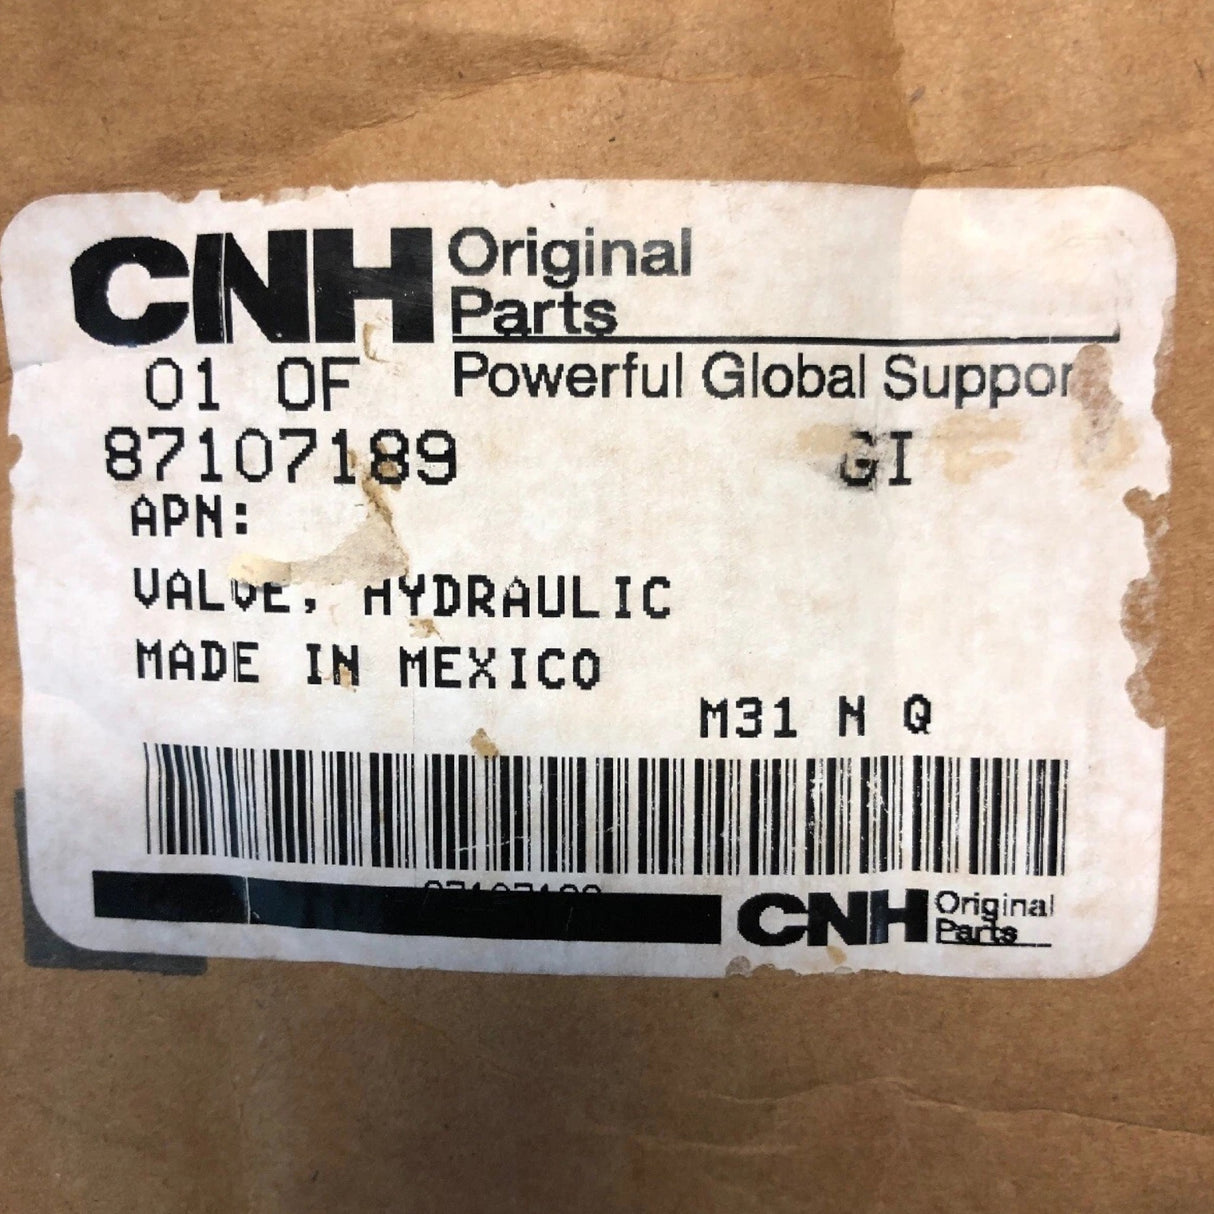 CNH Original
Parts
Powerful Global Suppor
01 OF
87107189 GI
APN:
VALVE, HYDRAULIC
MADE IN MEXICO
M31 N Q
87107189
CNH Original
Parts